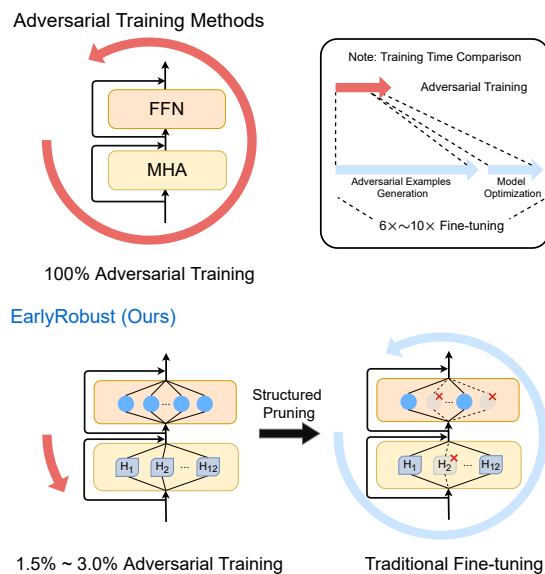 Adversarial Training Methods
FFN
MHA
100% Adversarial Training
Note: Training Time Comparison
Adversarial Training
Adversarial Examples
Generation
Model
Optimization
6×~10× Fine-tuning
EarlyRobust (Ours)
...
H1 H2 ... H12
1.5% ~ 3.0% Adversarial Training
Structured
Pruning
...
H1 H2 ... H12
Traditional Fine-tuning